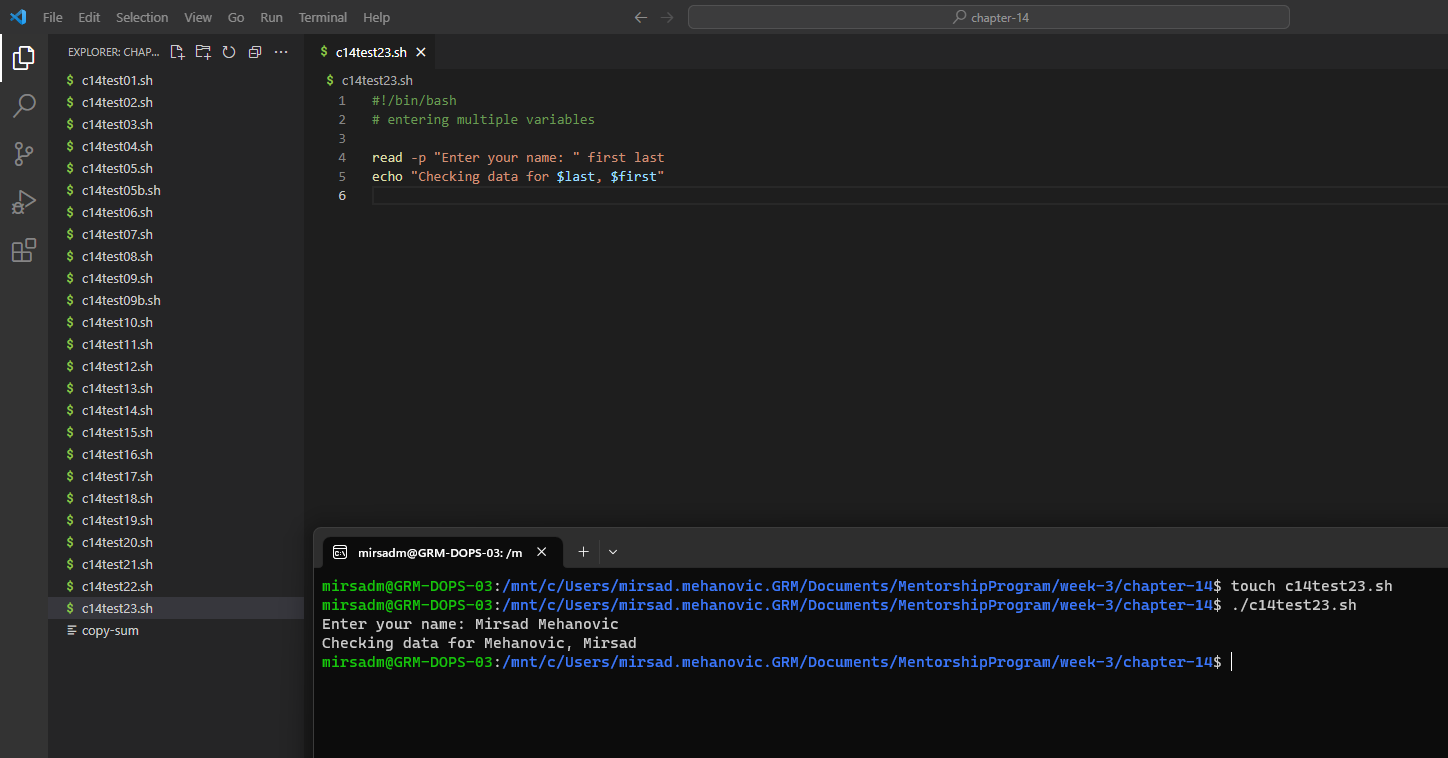 File Edit Selection View Go Run Terminal Help
chapter-14
EXPLORER: CHAP...
c14test01.sh
c14test02.sh
c14test03.sh
c14test04.sh
c14test05.sh
c14test05b.sh
c14test06.sh
c14test07.sh
c14test08.sh
c14test09.sh
c14test09b.sh
c14test10.sh
c14test11.sh
c14test12.sh
c14test13.sh
c14test14.sh
c14test15.sh
c14test16.sh
c14test17.sh
c14test18.sh
c14test19.sh
c14test20.sh
c14test21.sh
c14test22.sh
c14test23.sh
copy-sum
$ c14test23.sh
$ c14test23.sh
1 #!/bin/bash
2 # entering multiple variables
3
4 read -p "Enter your name: " first last
5 echo "Checking data for $last, $first"
6
mirsadm@GRM-DOPS-03: /m
mirsadm@GRM-DOPS-03:/mnt/c/Users/mirsad.mehanovic.GRM/Documents/MentorshipProgram/week-3/chapter-14$ touch c14test23.sh
mirsadm@GRM-DOPS-03:/mnt/c/Users/mirsad.mehanovic.GRM/Documents/MentorshipProgram/week-3/chapter-14$ ./c14test23.sh
Enter your name: Mirsad Mehanovic
Checking data for Mehanovic, Mirsad
mirsadm@GRM-DOPS-03:/mnt/c/Users/mirsad.mehanovic.GRM/Documents/MentorshipProgram/week-3/chapter-14$